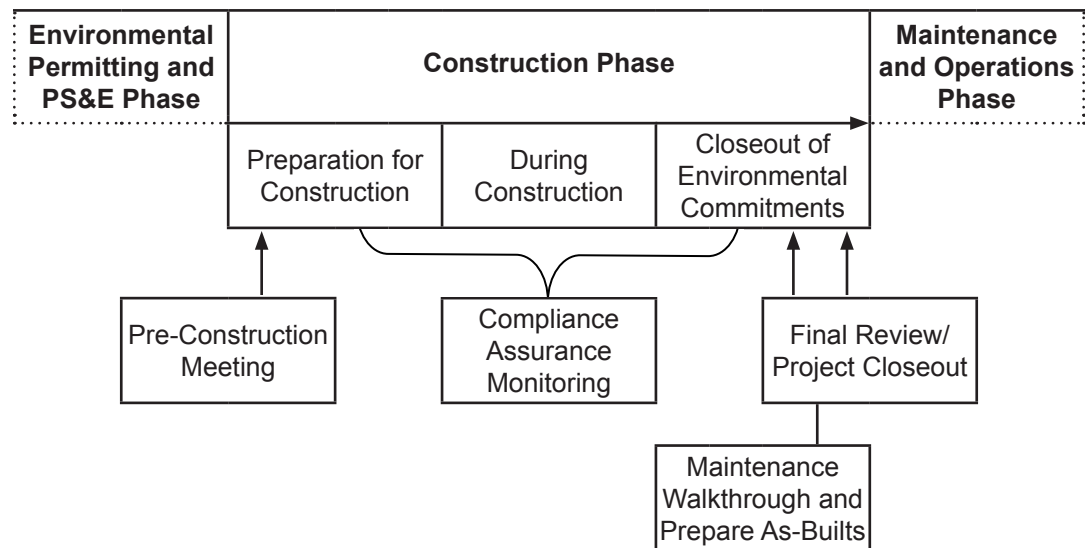 Environmental
Permitting and
PS&E Phase
Construction Phase
Maintenance
and Operations
Phase
Preparation for
Construction
During
Construction
Closeout of
Environmental
Commitments
Pre-Construction
Meeting
Compliance
Assurance
Monitoring
Final Review/
Project Closeout
Maintenance
Walkthrough and
Prepare As-Builts